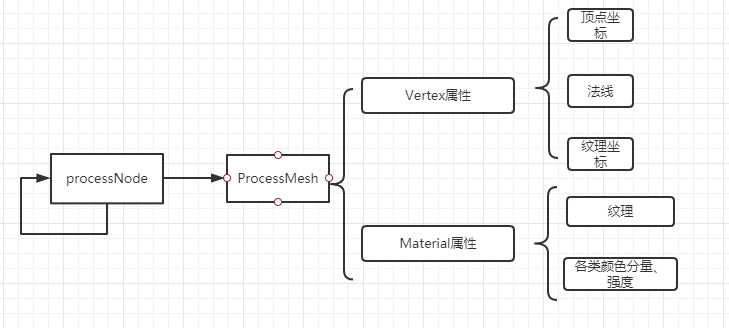 processNode
ProcessMesh
Vertex属性
顶点坐
标
法线
纹理坐
标
Material属性
纹理
各类颜色分量、
强度